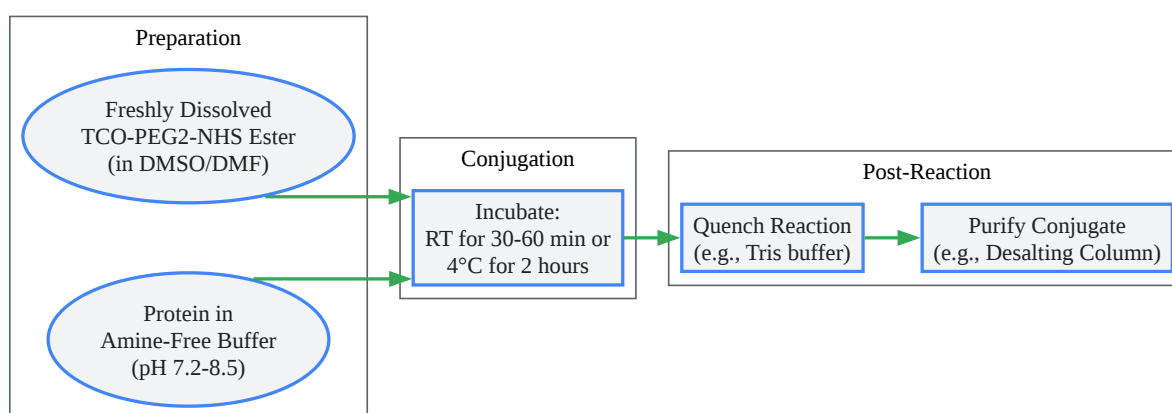 Preparation
Freshly Dissolved
TCO-PEG2-NHS Ester
(in DMSO/DMF)
Protein in
Amine-Free Buffer
(pH 7.2-8.5)
Conjugation
Incubate:
RT for 30-60 min or
4°C for 2 hours
Post-Reaction
Quench Reaction
(e.g., Tris buffer)
Purify Conjugate
(e.g., Desalting Column)